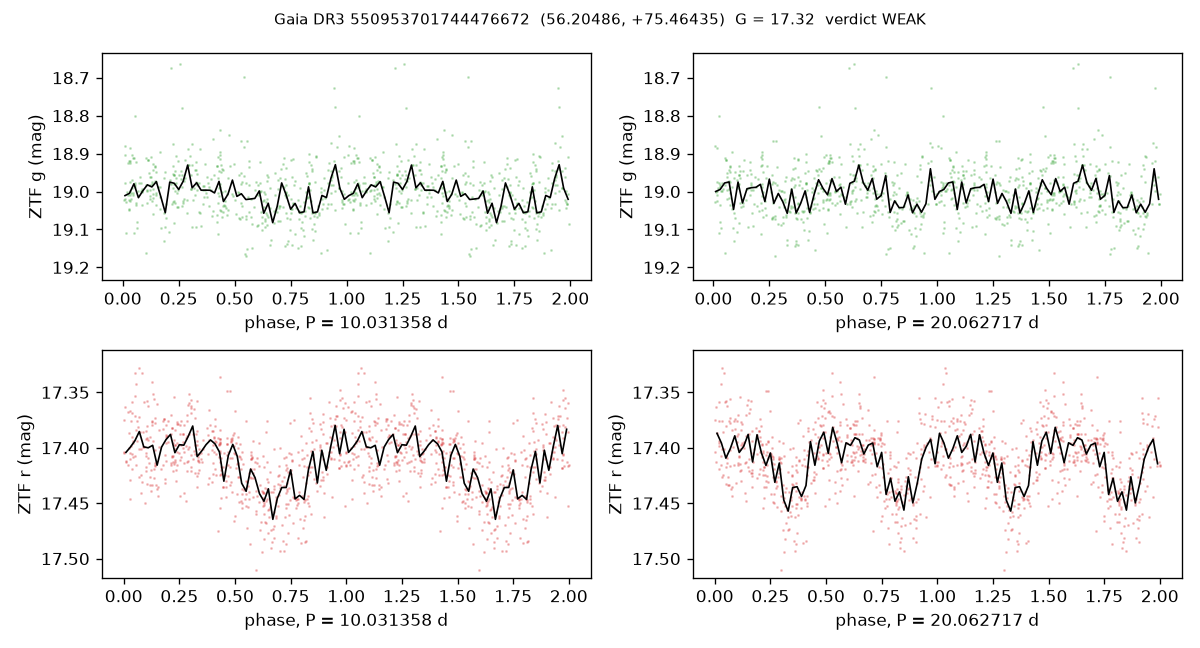 Gaia DR3 550953701744476672 (56.20486, +75.46435) G = 17.32 verdict WEAK
ZTF g (mag)
18.7
18.8
18.9
19.0
19.1
19.2
0.00 0.25 0.50 0.75 1.00 1.25 1.50 1.75 2.00
phase, P = 10.031358 d
ZTF g (mag)
18.7
18.8
18.9
19.0
19.1
19.2
0.00 0.25 0.50 0.75 1.00 1.25 1.50 1.75 2.00
phase, P = 20.062717 d
ZTF r (mag)
17.35
17.40
17.45
17.50
0.00 0.25 0.50 0.75 1.00 1.25 1.50 1.75 2.00
phase, P = 10.031358 d
ZTF r (mag)
17.35
17.40
17.45
17.50
0.00 0.25 0.50 0.75 1.00 1.25 1.50 1.75 2.00
phase, P = 20.062717 d